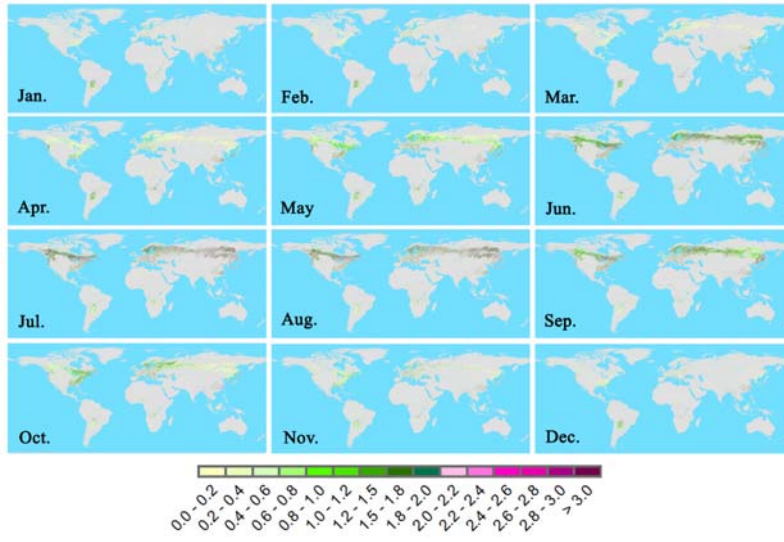 Jan.
Feb.
Mar.
Apr.
May
Jun.
Jul.
Aug.
Sep.
Oct.
Nov.
Dec.
0.0 - 0.2
0.2 - 0.4
0.4 - 0.6
0.6 - 0.8
0.8 - 1.0
1.0 - 1.2
1.2 - 1.5
1.5 - 1.8
1.8 - 2.0
2.0 - 2.2
2.2 - 2.4
2.4 - 2.6
2.6 - 2.8
2.8 - 3.0
> 3.0